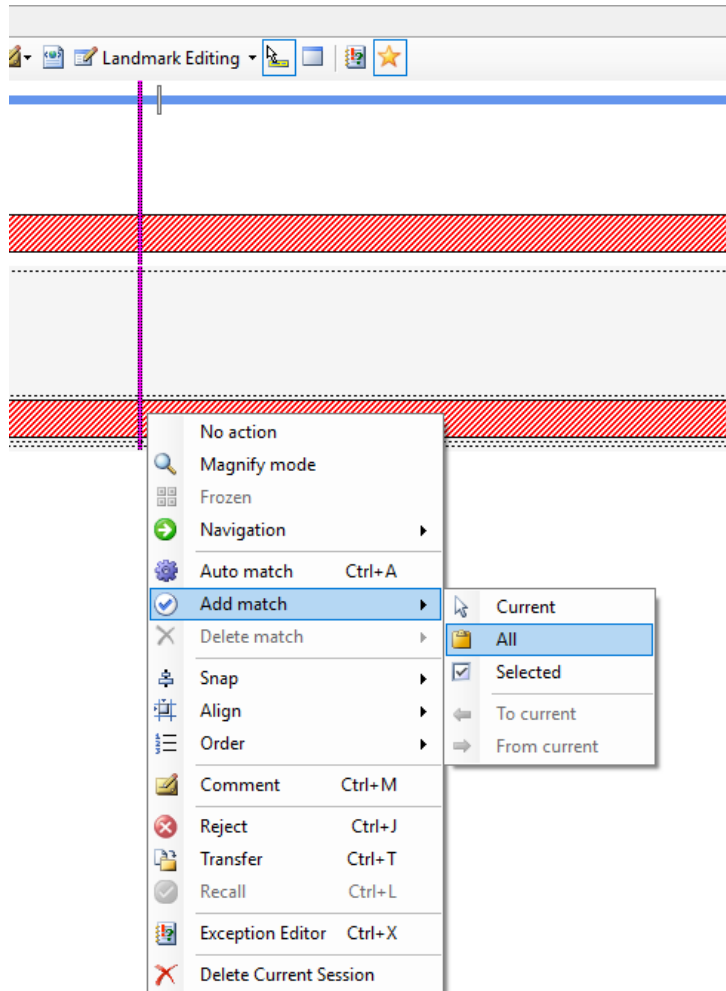 Landmark Editing
No action
Magnify mode
Frozen
Navigation
Auto match Ctrl+A
Add match
Current
All
Selected
To current
From current
Delete match
Snap
Align
Order
Comment Ctrl+M
Reject Ctrl+J
Transfer Ctrl+T
Recall Ctrl+L
Exception Editor Ctrl+X
Delete Current Session